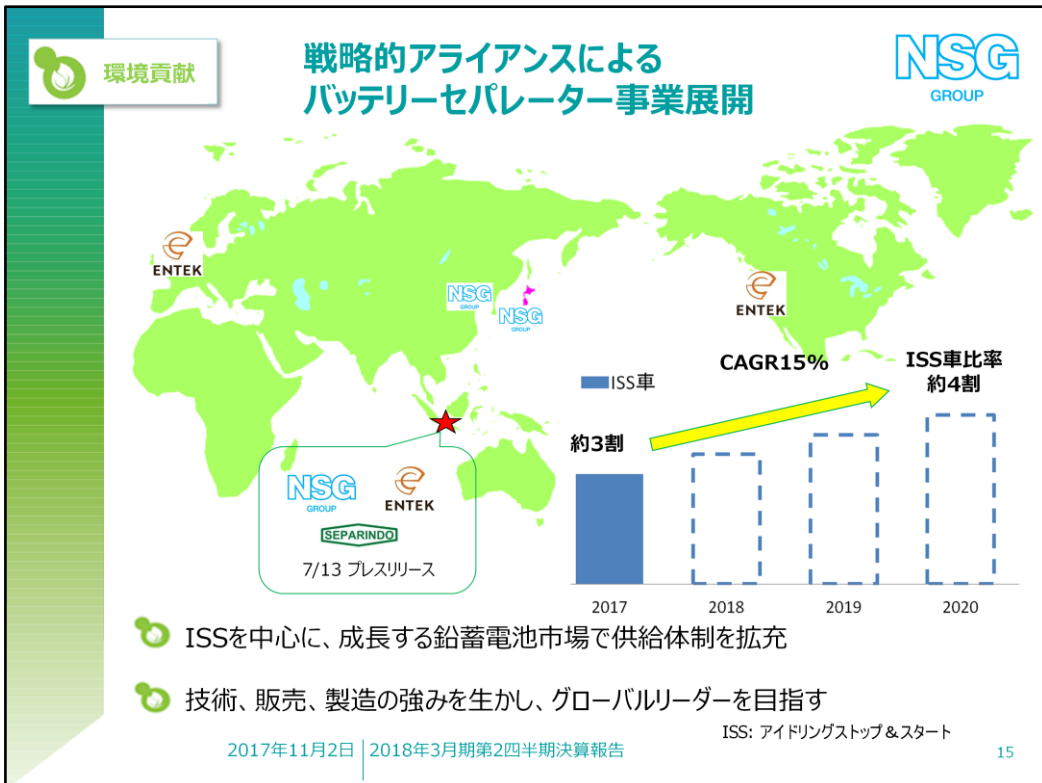 環境貢献
戦略的アライアンスによる
バッテリーセパレーター事業展開
NSG
GROUP
ENTEK
NSG
GROUP
NSG
GROUP
ENTEK
CAGR15%
ISS車比率
約4割
ISS車
約3割
NSG
GROUP
ENTEK
SEPARINDO
7/13 プレスリリース
2017
2018
2019
2020
ISSを中心に、成長する鉛蓄電池市場で供給体制を拡充
技術、販売、製造の強みを生かし、グローバルリーダーを目指す
ISS: アイドリングストップ&スタート
2017年11月2日 | 2018年3月期第2四半期決算報告
15